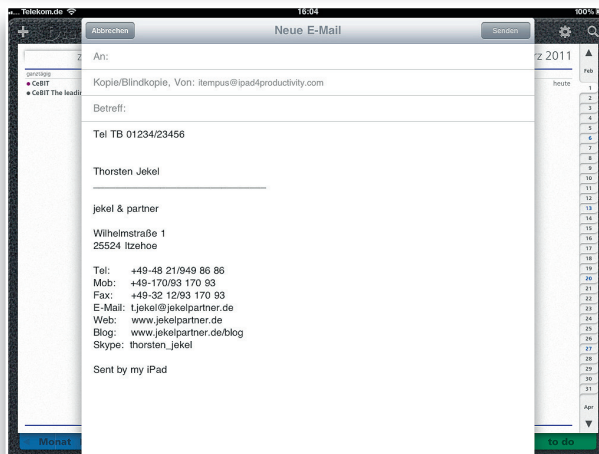 Telekom.de 16:04 100%
Abbrechen Neue E-Mail Senden
rz 2011
An:
ganztägig
Feb
CeBIT
heute
CeBIT The leadin
Kopie/Blindkopie, Von: itempus@ipad4productivity.com
Betreff:
Tel TB 01234/23456
Thorsten Jekel
jekel & partner
Wilhelmstraße 1
25524 Itzehoe
Tel: +49-48 21/949 86 86
Mob: +49-170/93 170 93
Fax: +49-32 12/93 170 93
E-Mail: t.jekel@jekelpartner.de
Web: www.jekelpartner.de
Blog: www.jekelpartner.de/blog
Skype: thorsten_jekel
Sent by my iPad
1
2
3
4
5
6
7
8
9
10
11
12
13
14
15
16
17
18
19
20
21
22
23
24
25
26
27
28
29
30
31
Apr
Monat
to do